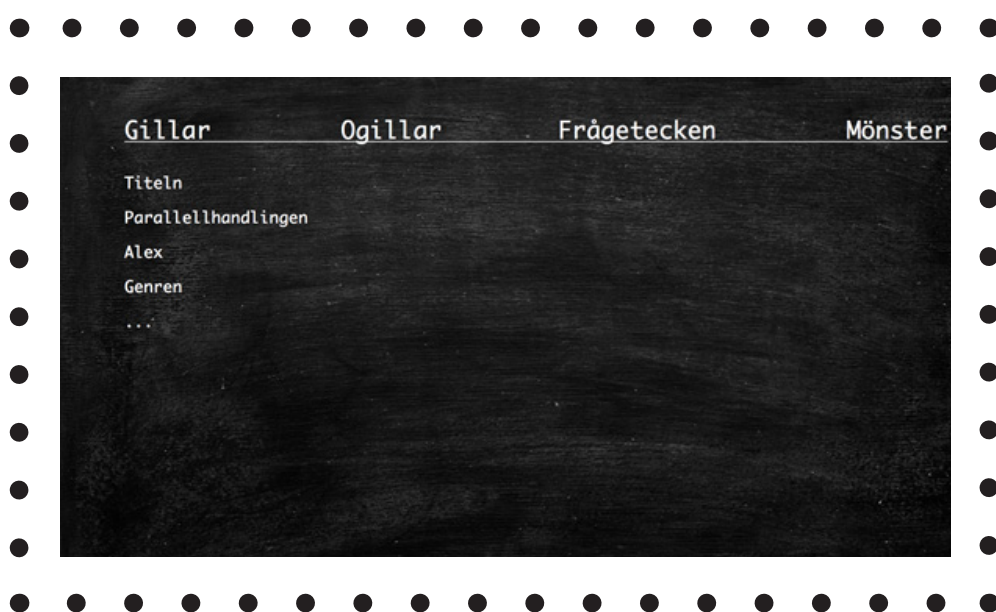 Gillar Ogillar Frågetecken Mönster
Titeln
Parallellhandlingen
Alex
Genren
...